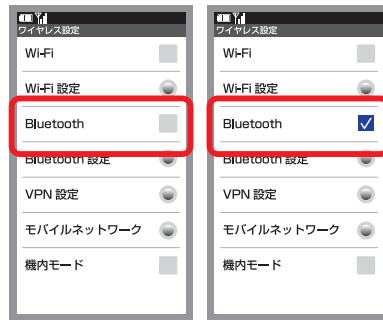 ワイヤレス設定
Wi-Fi
Wi-Fi 設定
Bluetooth
Bluetooth 設定
VPN 設定
モバイルネットワーク
機内モード
ワイヤレス設定
Wi-Fi
Wi-Fi 設定
Bluetooth
Bluetooth 設定
VPN 設定
モバイルネットワーク
機内モード